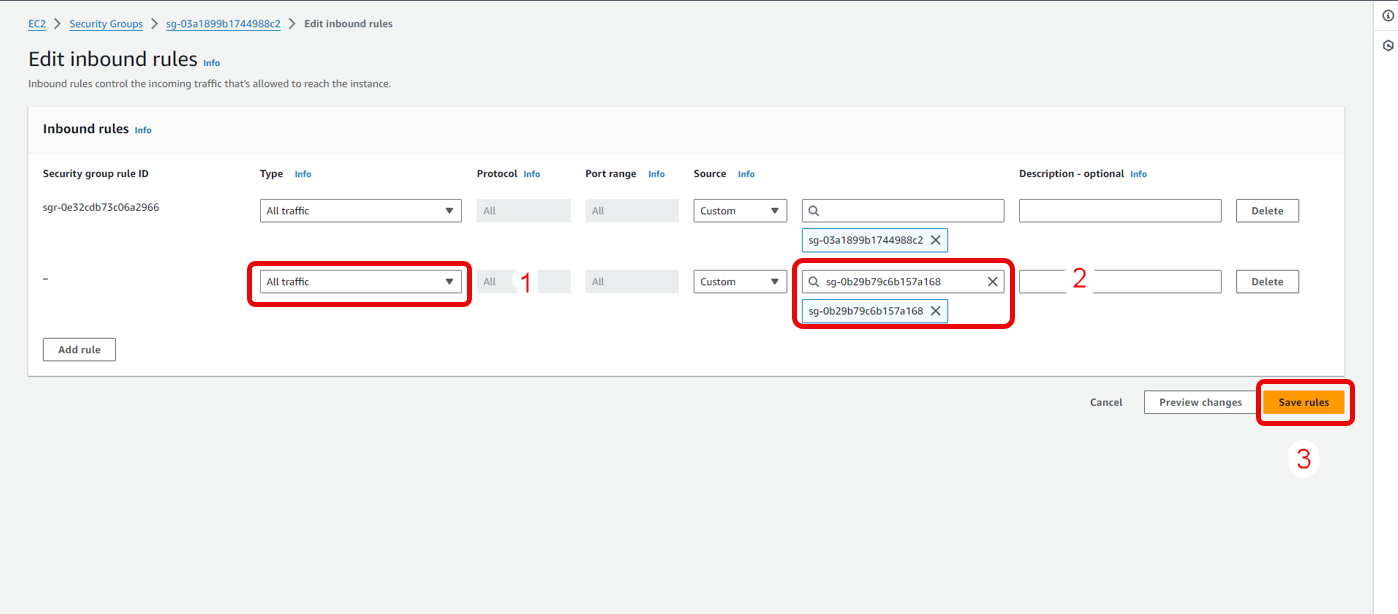 EC2 > Security Groups > sg-03a1899b1744988c2 > Edit inbound rules
Edit inbound rules Info
Inbound rules control the incoming traffic that's allowed to reach the instance.
Inbound rules Info
Security group rule ID Type Info Protocol Info Port range Info Source Info Description - optional Info
sgr-0e32cdb73c06a2966 All traffic All All Custom Delete
sg-03a1899b1744988c2
– All traffic All 1 All Custom sg-0b29b79c6b157a168 2 Delete
sg-0b29b79c6b157a168
Add rule
Cancel Preview changes Save rules
3